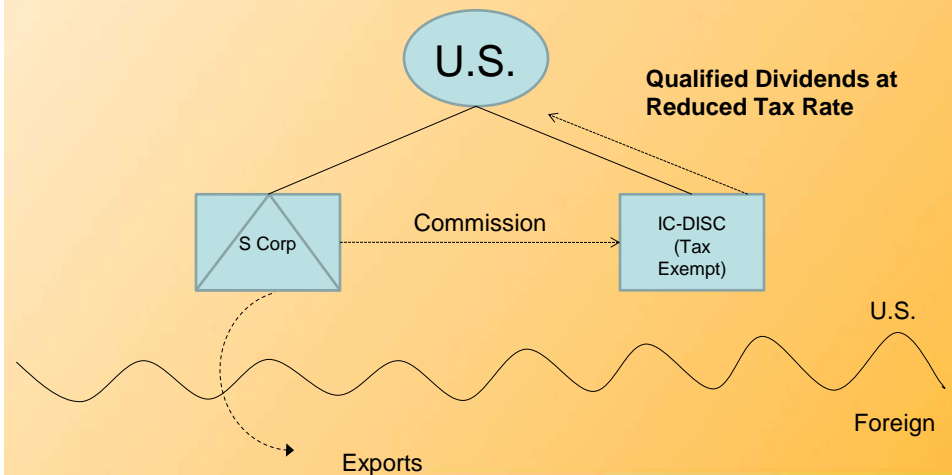 U.S.
Qualified Dividends at
Reduced Tax Rate
S Corp
Commission
IC-DISC
(Tax
Exempt)
U.S.
Foreign
Exports